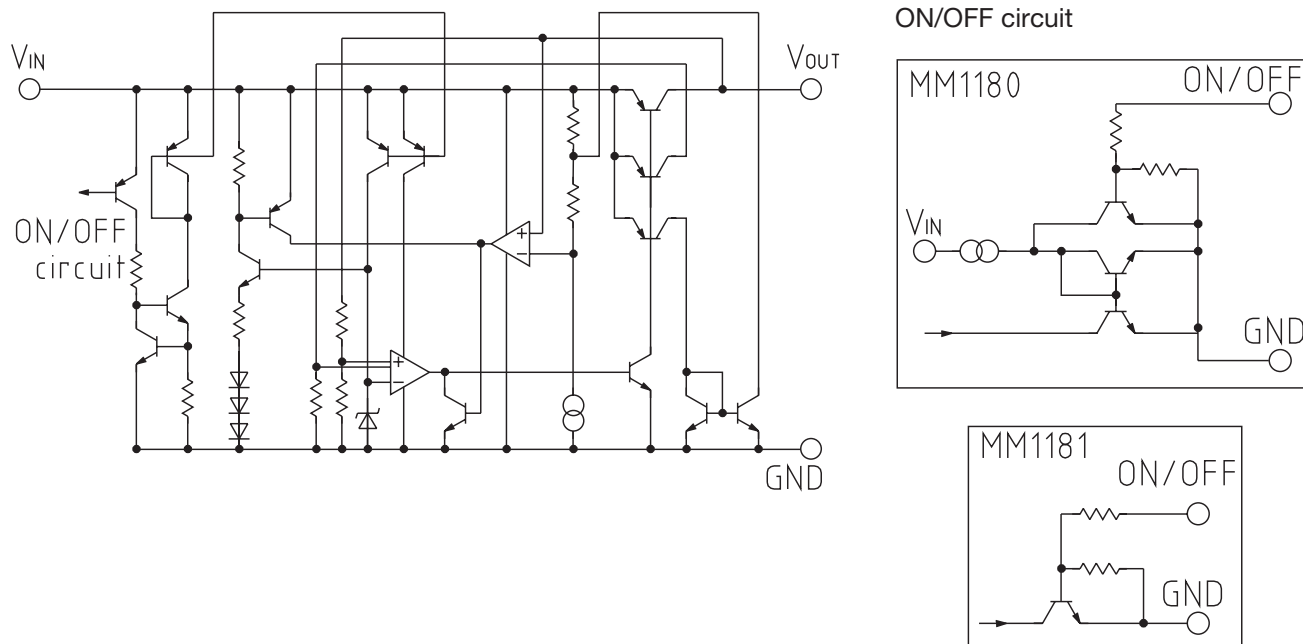 VIN
VOUT
ON/OFF
circuit
+
−
+
−
GND
ON/OFF circuit
MM1180
ON/OFF
VIN
GND
MM1181
ON/OFF
GND